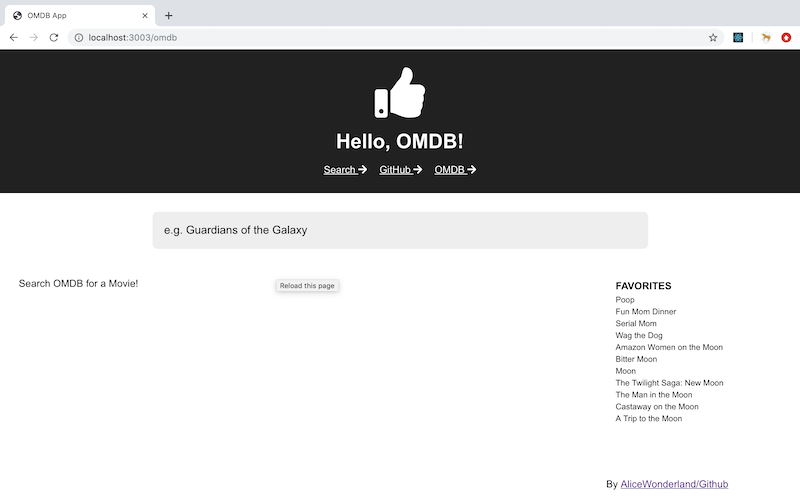 OMDB App
localhost:3003/omdb
Hello, OMDB!
Search GitHub OMDB
e.g. Guardians of the Galaxy
Search OMDB for a Movie!
Reload this page
FAVORITES
Poop
Fun Mom Dinner
Serial Mom
Wag the Dog
Amazon Women on the Moon
Bitter Moon
Moon
The Twilight Saga: New Moon
The Man in the Moon
Castaway on the Moon
A Trip to the Moon
By AliceWonderland/Github